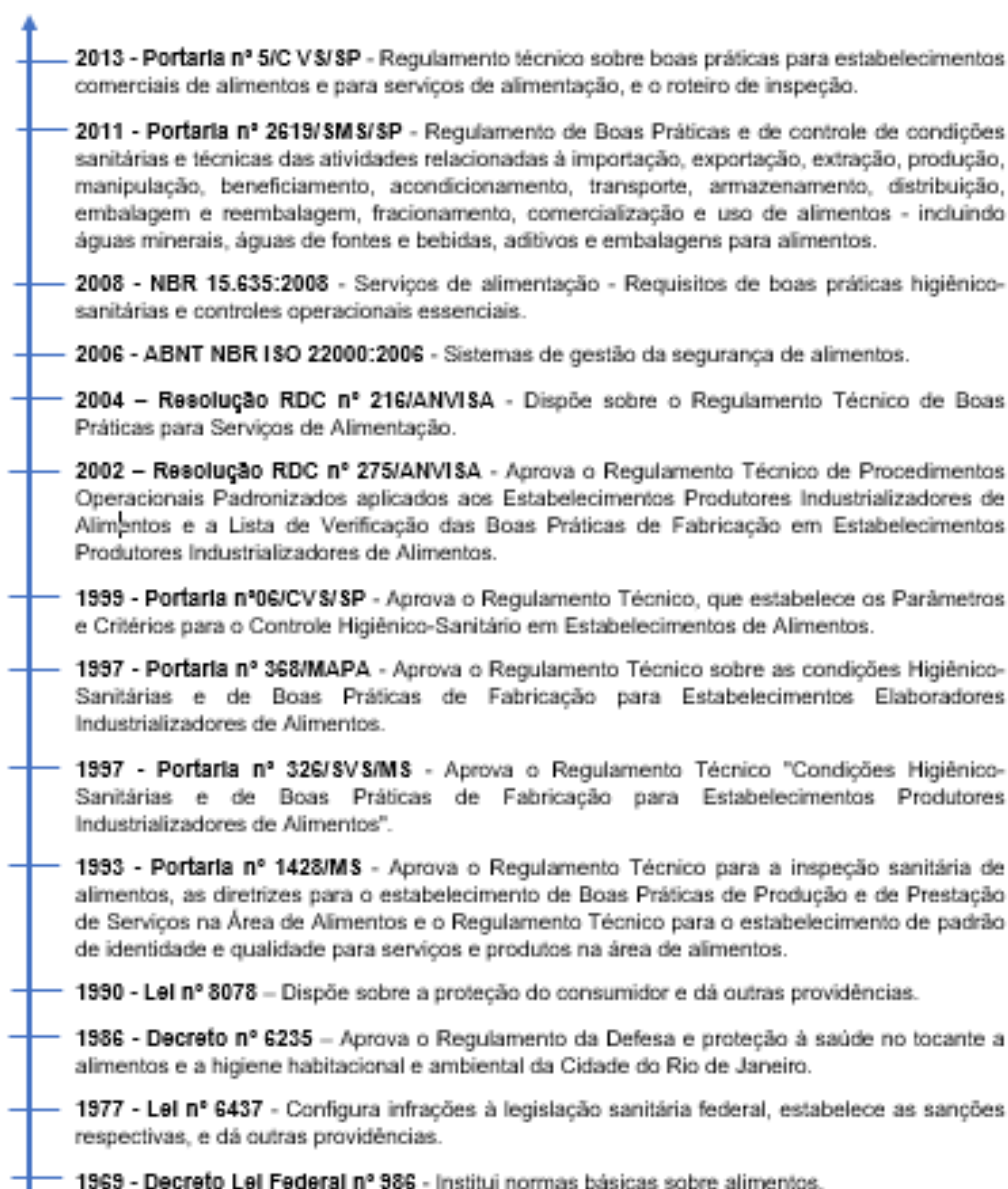 2013 - Portaria nº 5/C VS/SP - Regulamento técnico sobre boas práticas para estabelecimentos
comerciais de alimentos e para serviços de alimentação, e o roteiro de inspeção.
2011 - Portaria nº 2619/SMS/SP - Regulamento de Boas Práticas e de controle de condições
sanitárias e técnicas das atividades relacionadas à importação, exportação, extração, produção,
manipulação, beneficiamento, acondicionamento, transporte, armazenamento, distribuição,
embalagem e reembalagem, fracionamento, comercialização e uso de alimentos - incluindo
águas minerais, águas de fontes e bebidas, aditivos e embalagens para alimentos.
2008 - NBR 15.635:2008 - Serviços de alimentação - Requisitos de boas práticas higiênico-
sanitárias e controles operacionais essenciais.
2006 - ABNT NBR ISO 22000:2006 - Sistemas de gestão da segurança de alimentos.
2004 – Resolução RDC nº 216/ANVISA - Dispõe sobre o Regulamento Técnico de Boas
Práticas para Serviços de Alimentação.
2002 – Resolução RDC nº 275/ANVISA - Aprova o Regulamento Técnico de Procedimentos
Operacionais Padronizados aplicados aos Estabelecimentos Produtores Industrializadores de
Alimentos e a Lista de Verificação das Boas Práticas de Fabricação em Estabelecimentos
Produtores Industrializadores de Alimentos.
1999 - Portaria nº06/CVS/SP - Aprova o Regulamento Técnico, que estabelece os Parâmetros
e Critérios para o Controle Higiênico-Sanitário em Estabelecimentos de Alimentos.
1997 - Portaria nº 368/MAPA - Aprova o Regulamento Técnico sobre as condições Higiênico-
Sanitárias e de Boas Práticas de Fabricação para Estabelecimentos Elaboradores
Industrializadores de Alimentos.
1997 - Portaria nº 326/SVS/MS - Aprova o Regulamento Técnico "Condições Higiênico-
Sanitárias e de Boas Práticas de Fabricação para Estabelecimentos Produtores
Industrializadores de Alimentos".
1993 - Portaria nº 1428/MS - Aprova o Regulamento Técnico para a inspeção sanitária de
alimentos, as diretrizes para o estabelecimento de Boas Práticas de Produção e de Prestação
de Serviços na Área de Alimentos e o Regulamento Técnico para o estabelecimento de padrão
de identidade e qualidade para serviços e produtos na área de alimentos.
1990 - Lei nº 8078 – Dispõe sobre a proteção do consumidor e dá outras providências.
1986 - Decreto nº 6235 – Aprova o Regulamento da Defesa e proteção à saúde no tocante a
alimentos e a higiene habitacional e ambiental da Cidade do Rio de Janeiro.
1977 - Lei nº 6437 - Configura infrações à legislação sanitária federal, estabelece as sanções
respectivas, e dá outras providências.
1969 - Decreto Lei Federal nº 986 - Institui normas básicas sobre alimentos.